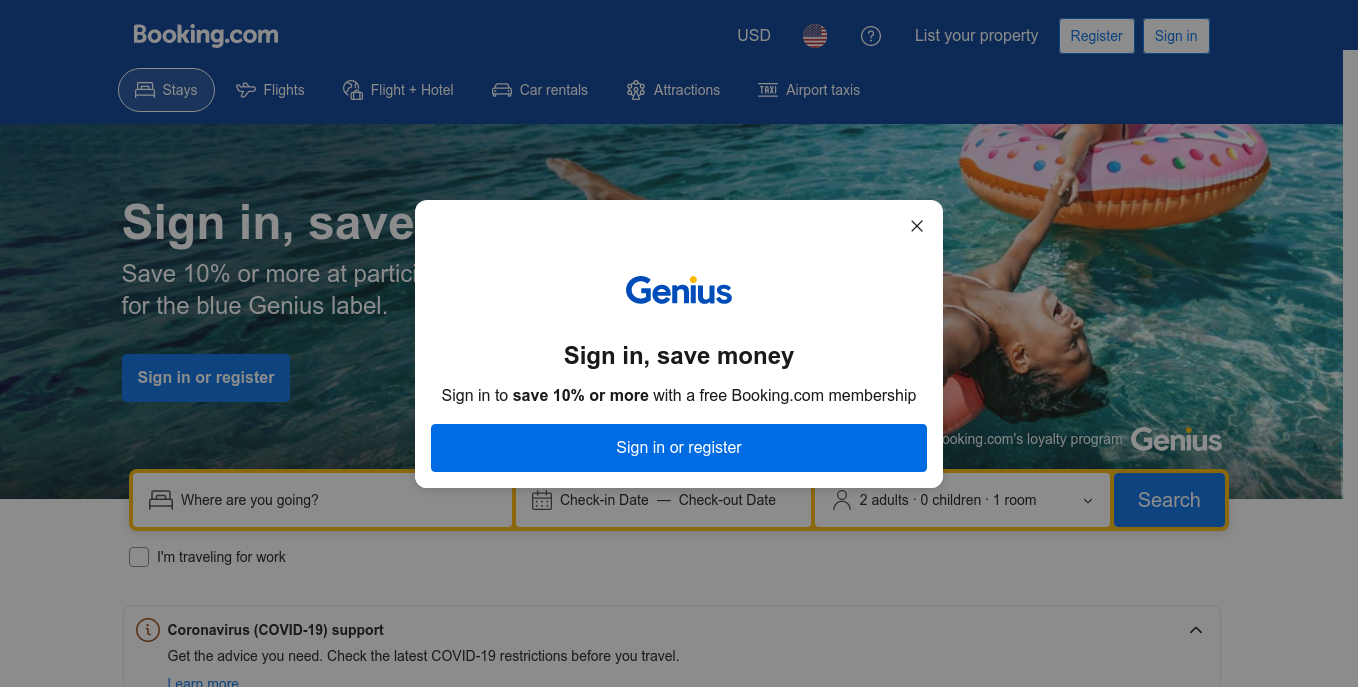 Booking.com
USD
List your property
Register
Sign in
Stays
Flights
Flight + Hotel
Car rentals
Attractions
TAXI Airport taxis
Sign in, save
Save 10% or more at partici
for the blue Genius label.
Sign in or register
Genius
Sign in, save money
Sign in to save 10% or more with a free Booking.com membership
Sign in or register
ooking.com's loyalty program Genius
Where are you going?
Check-in Date — Check-out Date
2 adults · 0 children · 1 room
Search
I'm traveling for work
Coronavirus (COVID-19) support
Get the advice you need. Check the latest COVID-19 restrictions before you travel.
Learn more